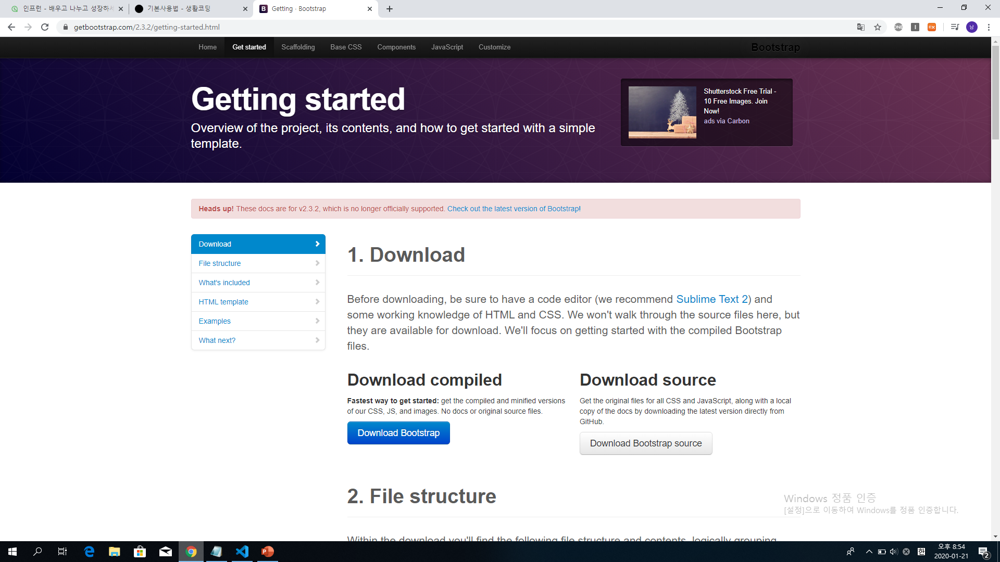 인프런 - 배우고 나누고 성장하세
기본사용법 - 생활코딩
B Getting · Bootstrap
getbootstrap.com/2.3.2/getting-started.html
남
Home Get started Scaffolding Base CSS Components JavaScript Customize Bootstrap
Getting started
Overview of the project, its contents, and how to get started with a simple
template.
Shutterstock Free Trial -
10 Free Images. Join
Now!
ads via Carbon
Heads up! These docs are for v2.3.2, which is no longer officially supported. Check out the latest version of Bootstrap!
Download
File structure
What's included
HTML template
Examples
What next?
1. Download
Before downloading, be sure to have a code editor (we recommend Sublime Text 2) and
some working knowledge of HTML and CSS. We won't walk through the source files here, but
they are available for download. We'll focus on getting started with the compiled Bootstrap
files.
Download compiled
Fastest way to get started: get the compiled and minified versions
of our CSS, JS, and images. No docs or original source files.
Download Bootstrap
Download source
Get the original files for all CSS and JavaScript, along with a local
copy of the docs by downloading the latest version directly from
GitHub.
Download Bootstrap source
2. File structure
Within the download you'll find the following file structure and contents, logically grouping
Windows 정품 인증
[설정]으로 이동하여 Windows를 정품 인증합니다.
한
오후 8:54
2020-01-21
2